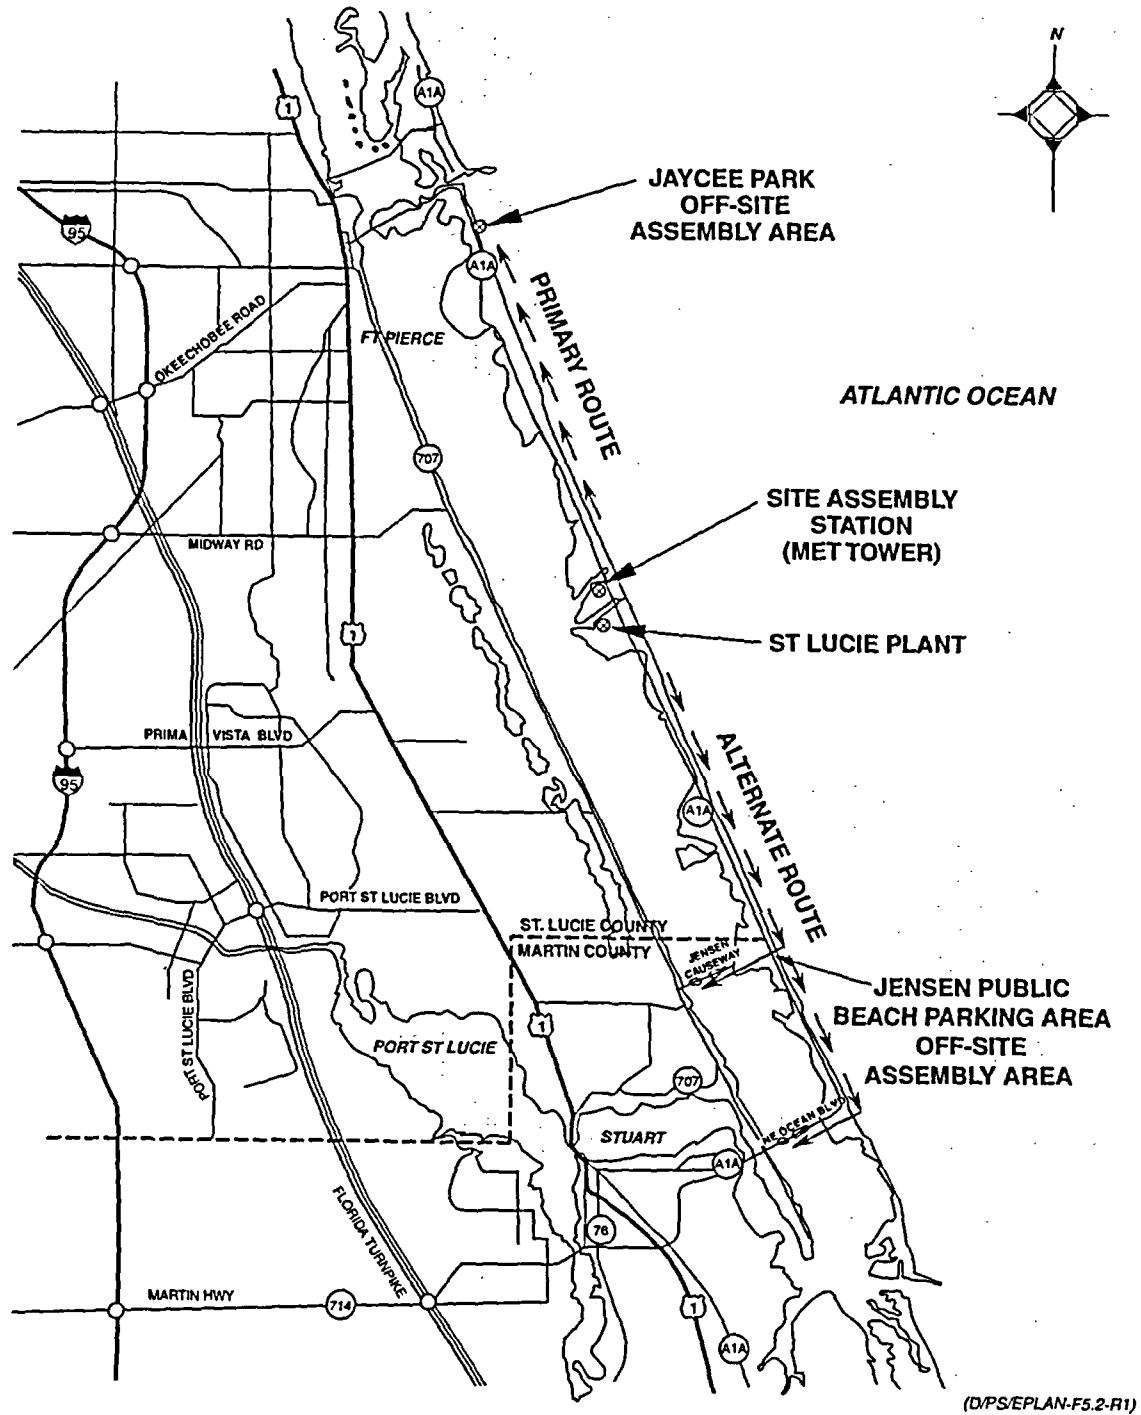 N
A1A
1
JAYCEE PARK
OFF-SITE
ASSEMBLY AREA
95
A1A
PRIMARY ROUTE
OKEECHOBEE ROAD
FT PIERCE
ATLANTIC OCEAN
707
SITE ASSEMBLY
STATION
(MET TOWER)
MIDWAY RD
1
ST LUCIE PLANT
PRIMA VISTA BLVD
95
ALTERNATE ROUTE
A1A
PORT ST LUCIE BLVD
ST. LUCIE COUNTY
MARTIN COUNTY
JENSEN
CAUSEWAY
PORT ST LUCIE BLVD
JENSEN PUBLIC
BEACH PARKING AREA
OFF-SITE
ASSEMBLY AREA
1
PORT ST LUCIE
707
NE OCEAN BLVD
STUART
A1A
FLORIDA TURNPIKE
76
MARTIN HWY
714
1
A1A
(D/PS/EPLAN-F5.2-R1)